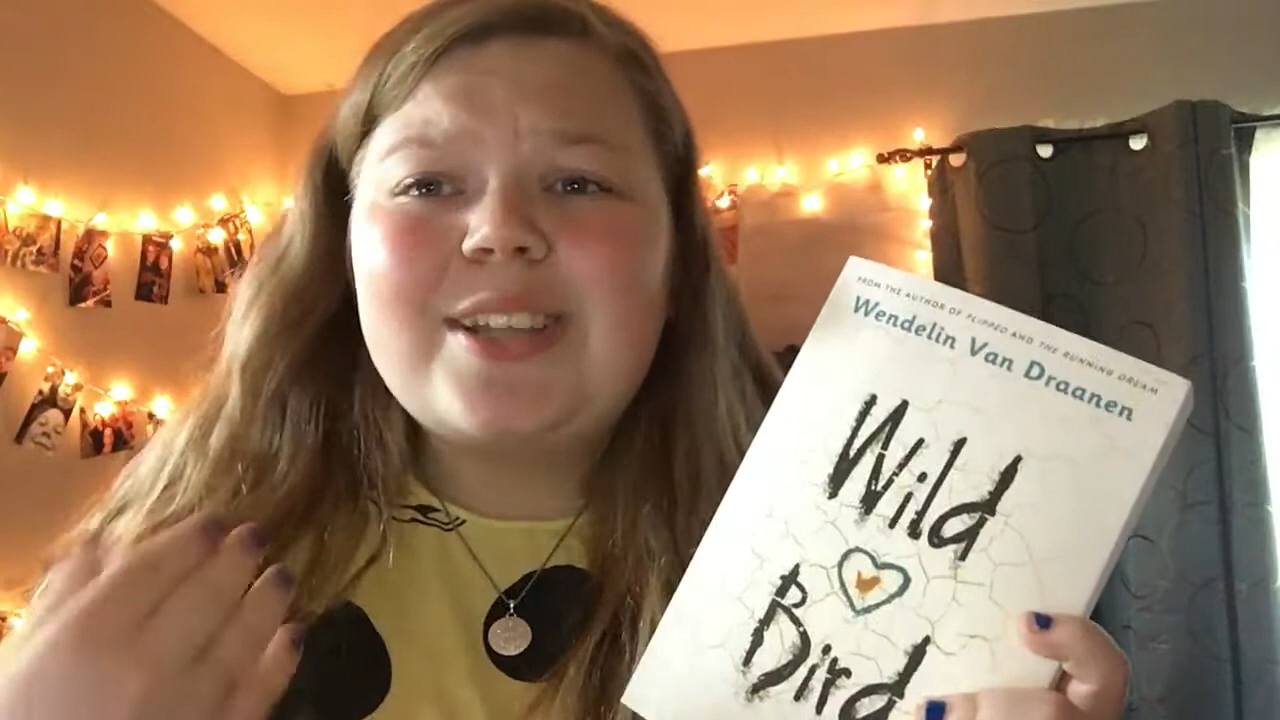 FROM THE AUTHOR OF FLIPPED AND THE RUNNING DREAM
Wendelin Van Draanen
Wild
Bird